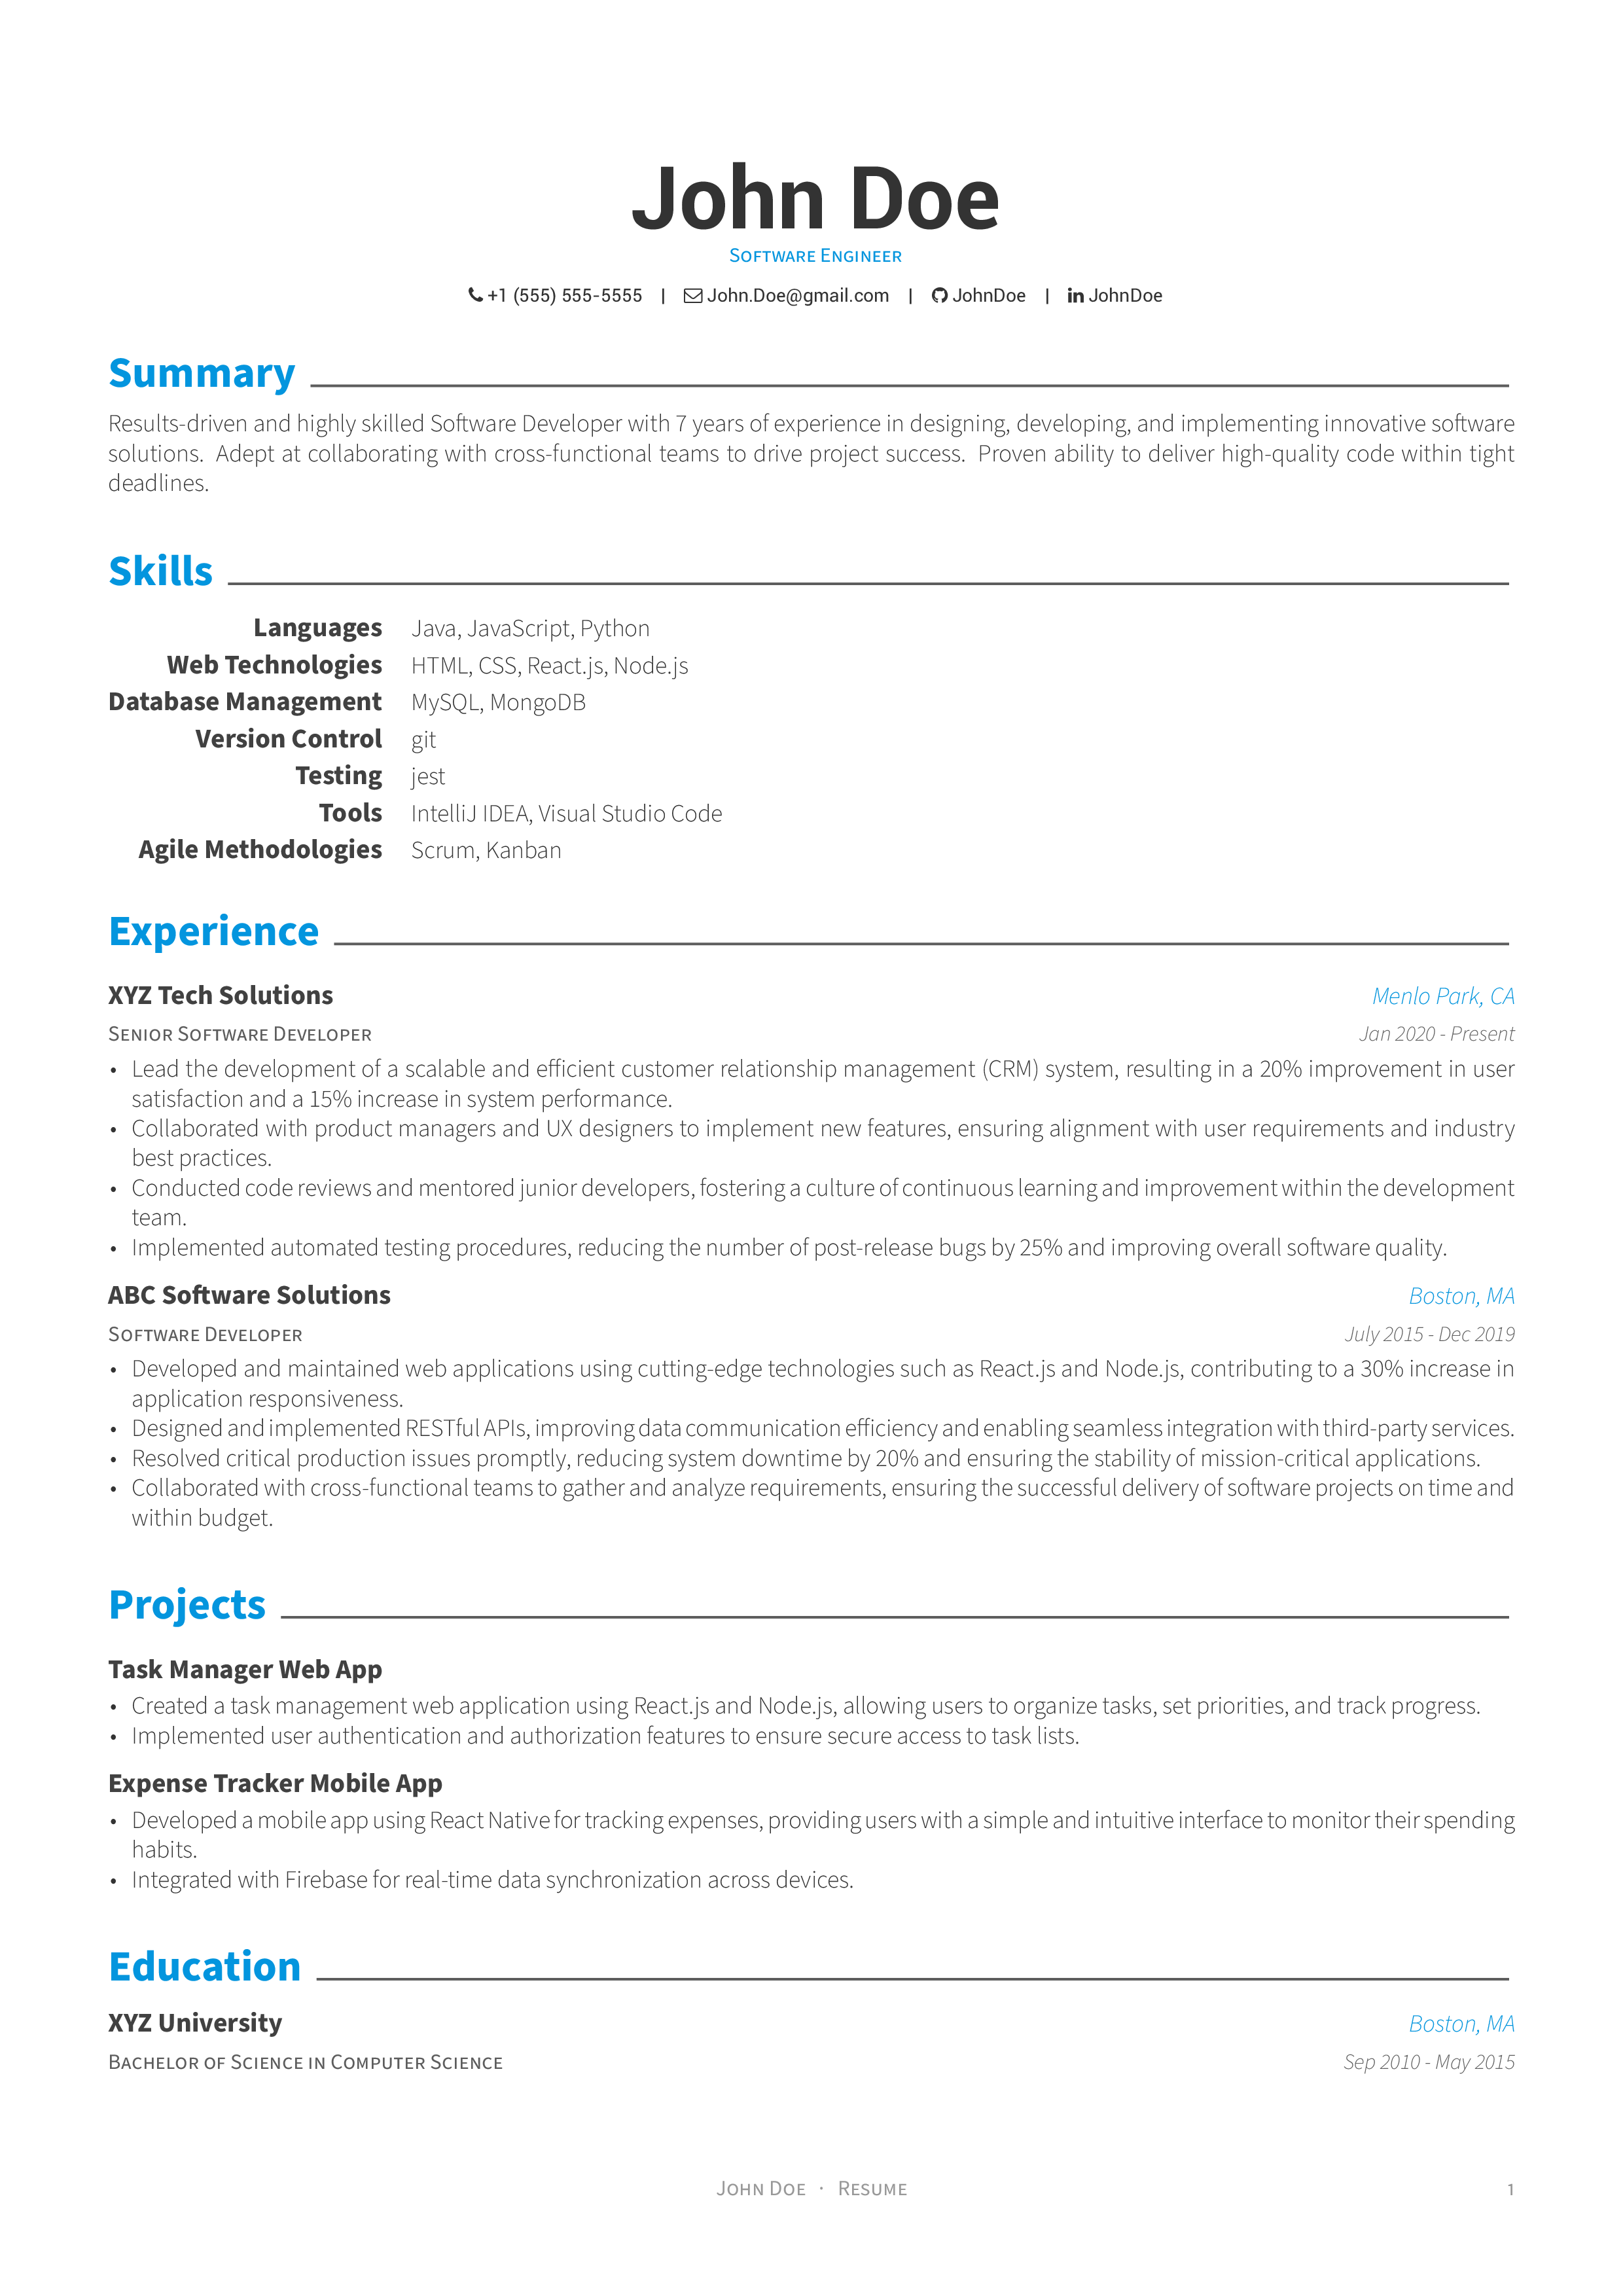 John Doe
Software Engineer
+1 (555) 555-5555 | John.Doe@gmail.com | JohnDoe | in JohnDoe
Summary
Results-driven and highly skilled Software Developer with 7 years of experience in designing, developing, and implementing innovative software
solutions. Adept at collaborating with cross-functional teams to drive project success. Proven ability to deliver high-quality code within tight
deadlines.
Skills
Languages Java, JavaScript, Python
Web Technologies HTML, CSS, React.js, Node.js
Database Management MySQL, MongoDB
Version Control git
Testing jest
Tools IntelliJ IDEA, Visual Studio Code
Agile Methodologies Scrum, Kanban
Experience
XYZ Tech Solutions Menlo Park, CA
Senior Software Developer Jan 2020 - Present
• Lead the development of a scalable and efficient customer relationship management (CRM) system, resulting in a 20% improvement in user
satisfaction and a 15% increase in system performance.
• Collaborated with product managers and UX designers to implement new features, ensuring alignment with user requirements and industry
best practices.
• Conducted code reviews and mentored junior developers, fostering a culture of continuous learning and improvement within the development
team.
• Implemented automated testing procedures, reducing the number of post-release bugs by 25% and improving overall software quality.
ABC Software Solutions Boston, MA
Software Developer July 2015 - Dec 2019
• Developed and maintained web applications using cutting-edge technologies such as React.js and Node.js, contributing to a 30% increase in
application responsiveness.
• Designed and implemented RESTful APIs, improving data communication efficiency and enabling seamless integration with third-party services.
• Resolved critical production issues promptly, reducing system downtime by 20% and ensuring the stability of mission-critical applications.
• Collaborated with cross-functional teams to gather and analyze requirements, ensuring the successful delivery of software projects on time and
within budget.
Projects
Task Manager Web App
• Created a task management web application using React.js and Node.js, allowing users to organize tasks, set priorities, and track progress.
• Implemented user authentication and authorization features to ensure secure access to task lists.
Expense Tracker Mobile App
• Developed a mobile app using React Native for tracking expenses, providing users with a simple and intuitive interface to monitor their spending
habits.
• Integrated with Firebase for real-time data synchronization across devices.
Education
XYZ University Boston, MA
Bachelor of Science in Computer Science Sep 2010 - May 2015
John Doe · Resume 1